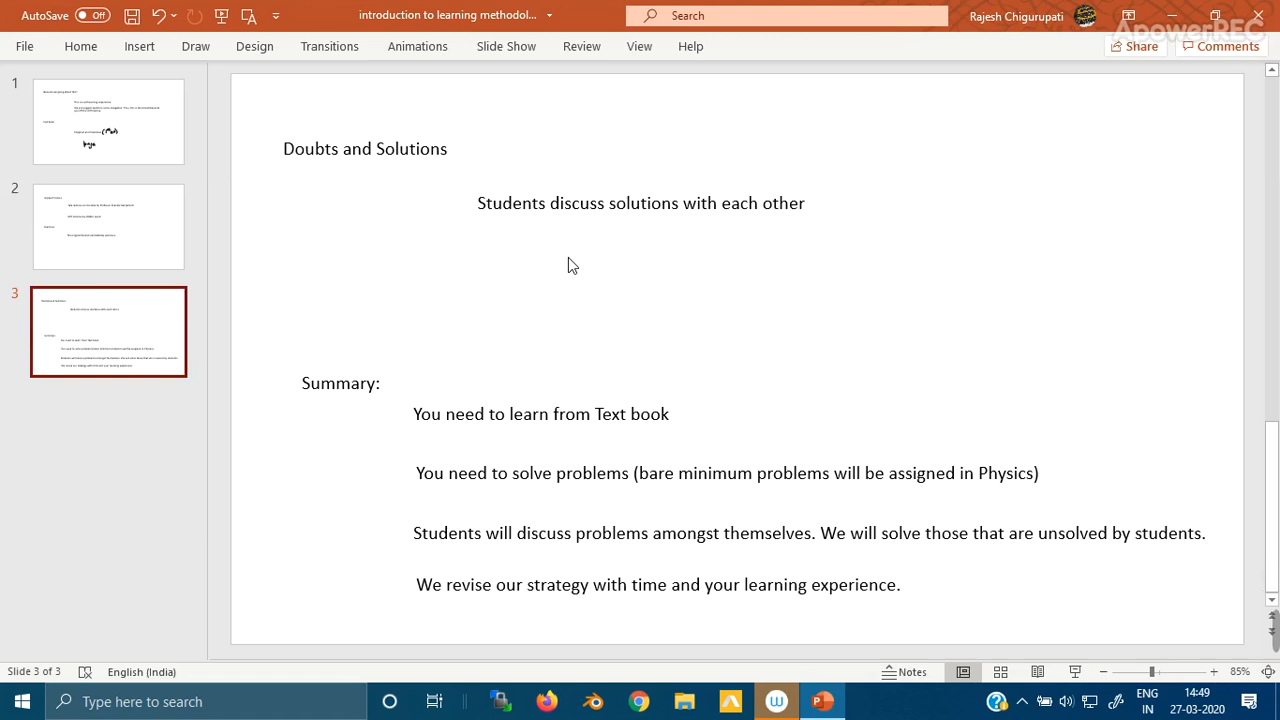 AutoSave Off
introduction to learning methodol...
Search
Rajesh Chigurupati
ApowerREC
File Home Insert Draw Design Transitions Animations Slide Show Review View Help Share Comments
1
2
3
Doubts and Solutions
Students discuss solutions with each other
Summary:
You need to learn from Text book
You need to solve problems (bare minimum problems will be assigned in Physics)
Students will discuss problems amongst themselves. We will solve those that are unsolved by students.
We revise our strategy with time and your learning experience.
Slide 3 of 3 English (India) Notes 85%
Type here to search
ENG
IN
14:49
27-03-2020